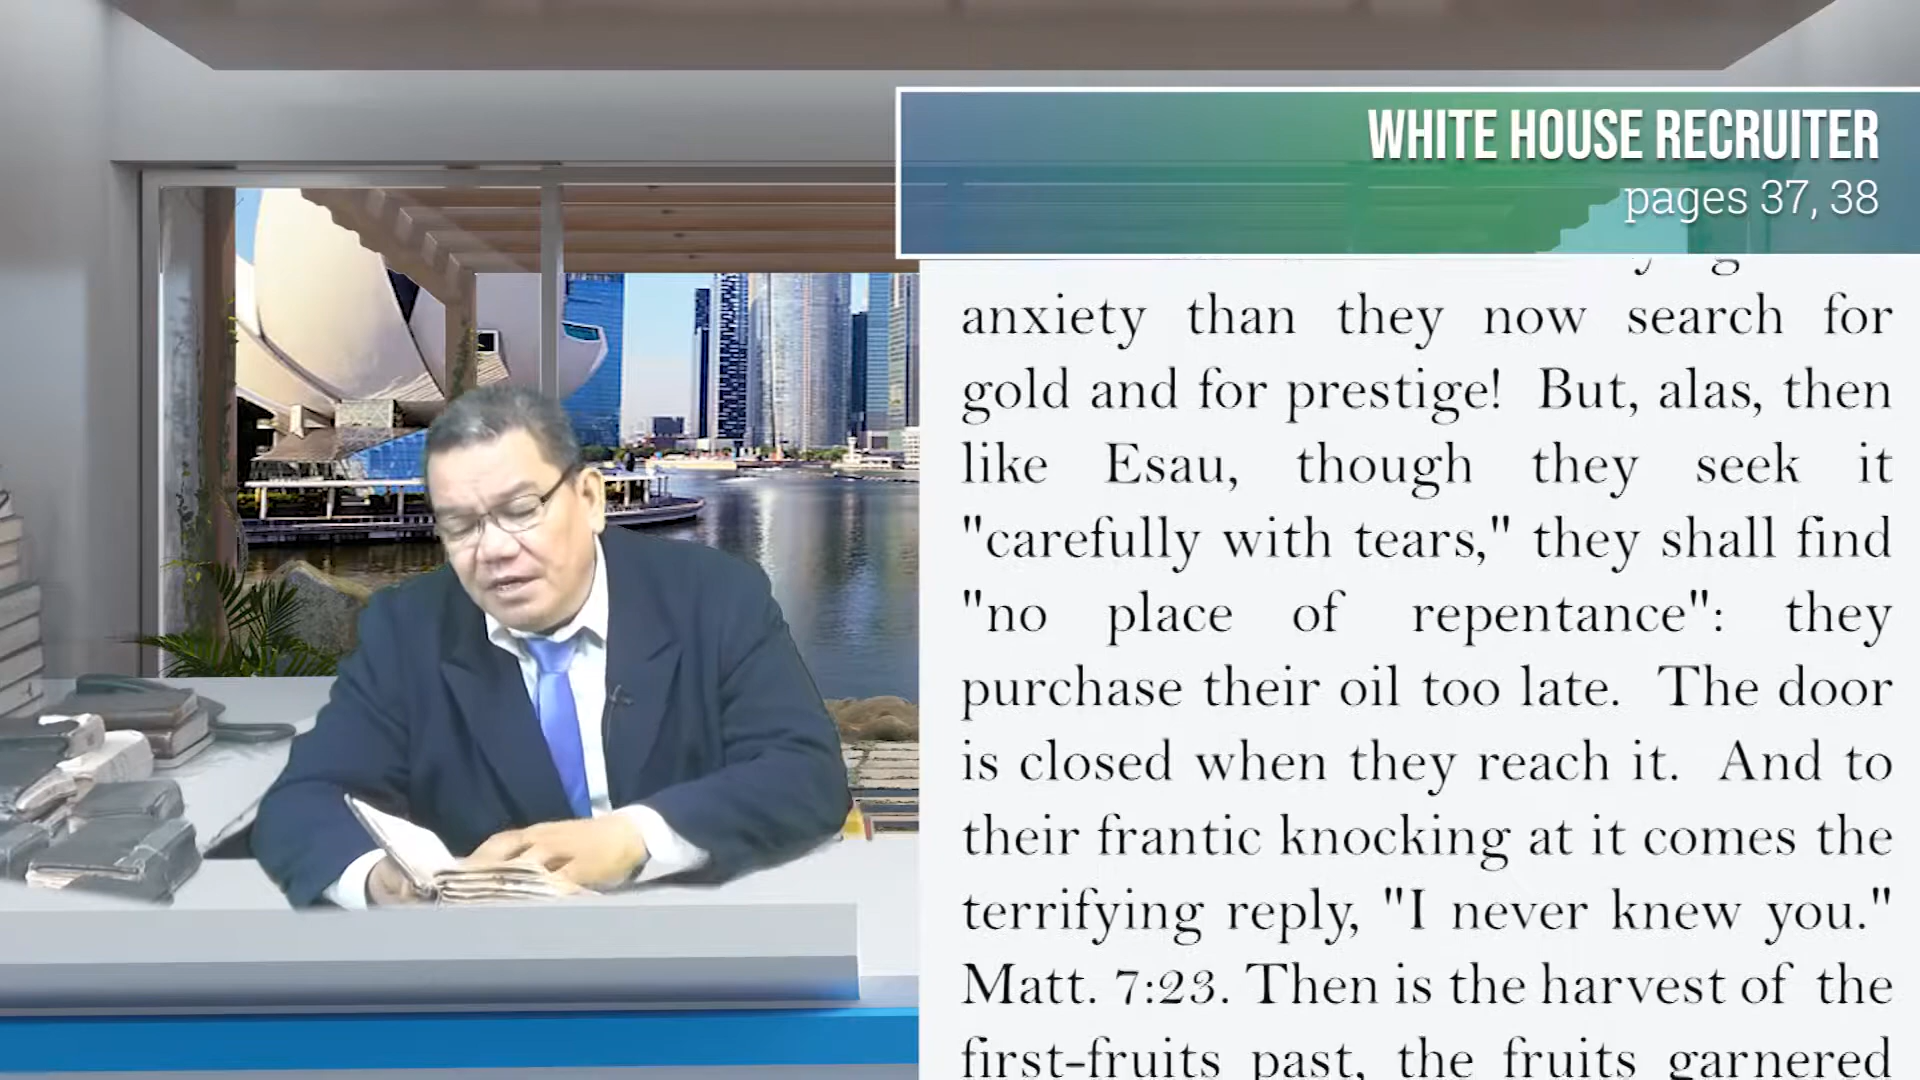 WHITE HOUSE RECRUITER
pages 37, 38
anxiety than they now search for
gold and for prestige! But, alas, then
like Esau, though they seek it
"carefully with tears," they shall find
"no place of repentance": they
purchase their oil too late. The door
is closed when they reach it. And to
their frantic knocking at it comes the
terrifying reply, "I never knew you."
Matt. 7:23. Then is the harvest of the
first-fruits past, the fruits garnered